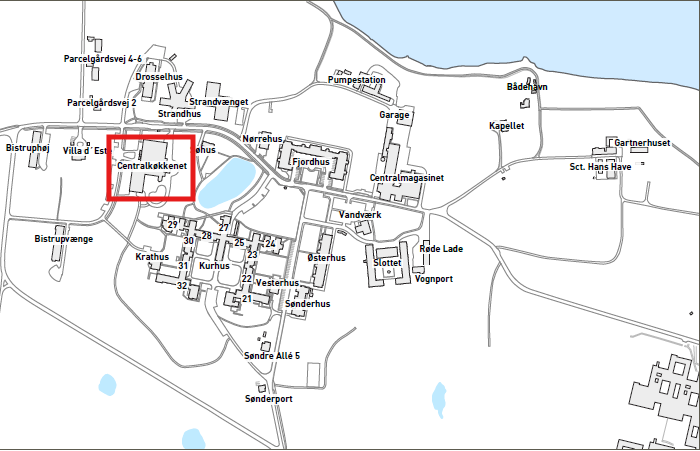 Parcelgårdsvej 4-6
Drosselhus
Pumpestation
Bådehavn
Parcelgårdsvej 2
Strandvænget
Strandhus
Garage
Kapellet
Bistruphøj
Villa d´Este
øhus
Nørrehus
Gartnerhuset
Centralkøkkenet
Fjordhus
Sct. Hans Have
Centralmagasinet
Vandværk
29
27
30
28
25
24
Bistrupvænge
Krathus
31
Kurhus
23
22
Østerhus
Slottet
Røde Lade
Vognport
32
21
Vesterhus
Sønderhus
Søndre Allé 5
Sønderport